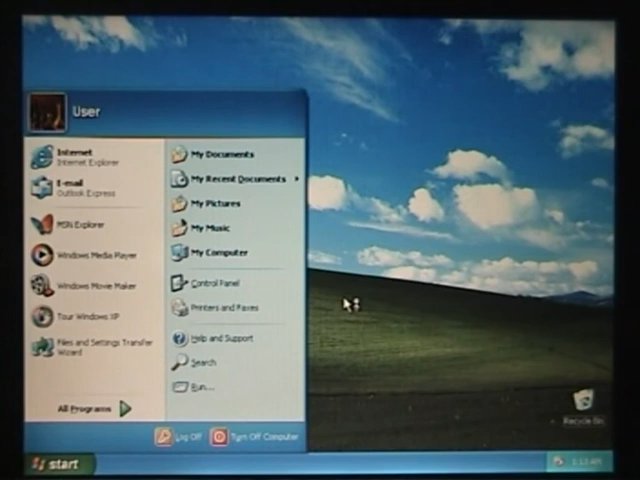 User
Internet
Internet Explorer
E-mail
Outlook Express
MSN Explorer
Windows Media Player
Windows Movie Maker
Tour Windows XP
Files and Settings Transfer
Wizard
All Programs
My Documents
My Recent Documents
My Pictures
My Music
My Computer
Control Panel
Printers and Faxes
Help and Support
Search
Run...
Log Off
Turn Off Computer
Recycle Bin
start